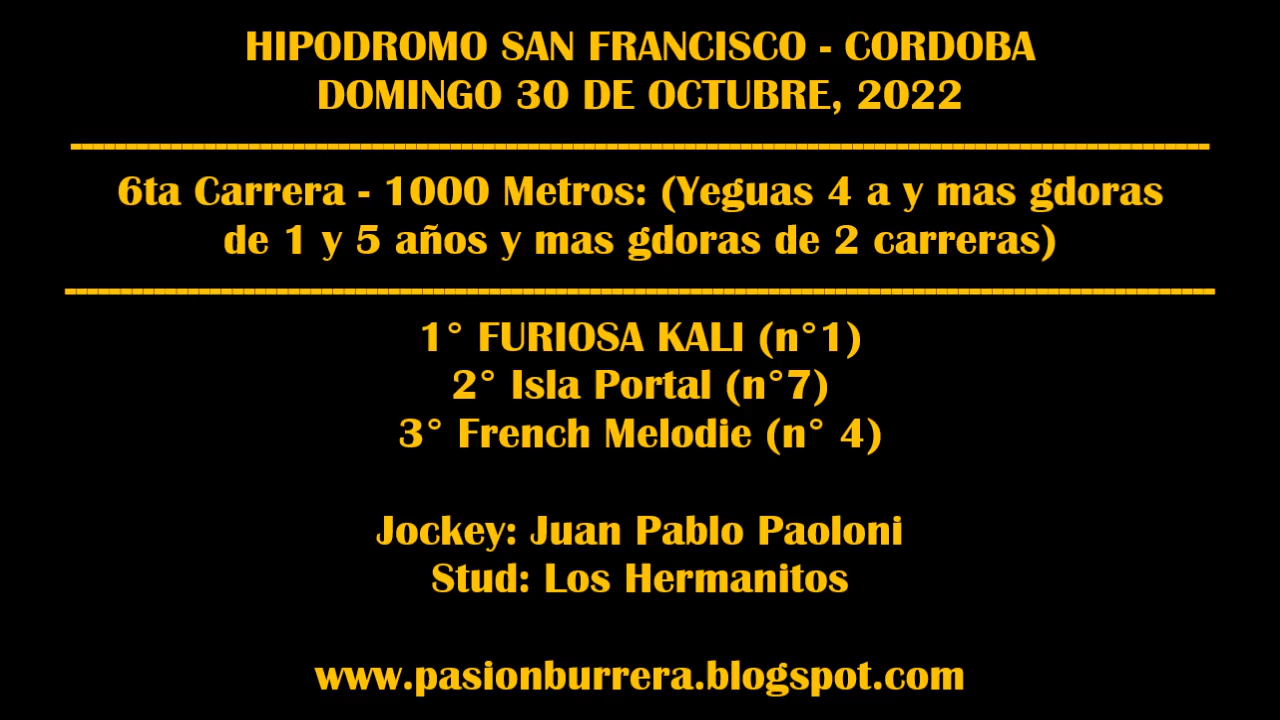 HIPODROMO SAN FRANCISCO - CORDOBA
DOMINGO 30 DE OCTUBRE, 2022
6ta Carrera - 1000 Metros: (Yeguas 4 a y mas gdoras
de 1 y 5 años y mas gdoras de 2 carreras)
1° FURIOSA KALI (n°1)
2° Isla Portal (n°7)
3° French Melodie (n° 4)
Jockey: Juan Pablo Paoloni
Stud: Los Hermanitos
www.pasionburrera.blogspot.com